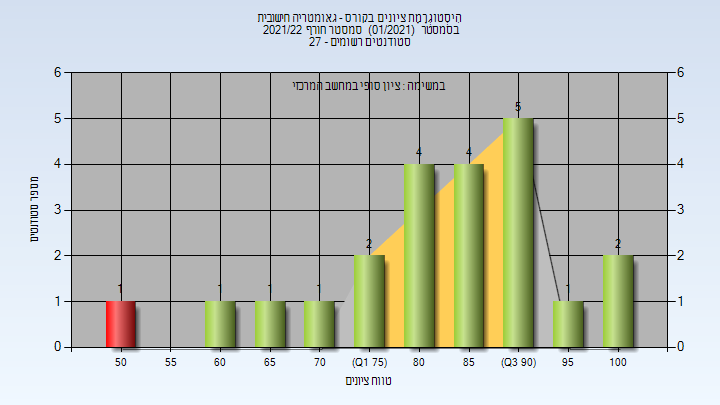 היסטוגרמת ציונים בקורס - גאומטריה חישובית
בסמסטר (01/2021) סמסטר חורף 2021/22
סטודנטים רשומים - 27
במשימה : ציון סופי במחשב המרכזי
מספר סטודנטים
6 6
5 5
4 4
3 3
2 2
1 1
0 0
1 1 1 1 2 4 4 5 1 2
50 55 60 65 70 (Q1 75) 80 85 (Q3 90) 95 100
טווח ציונים